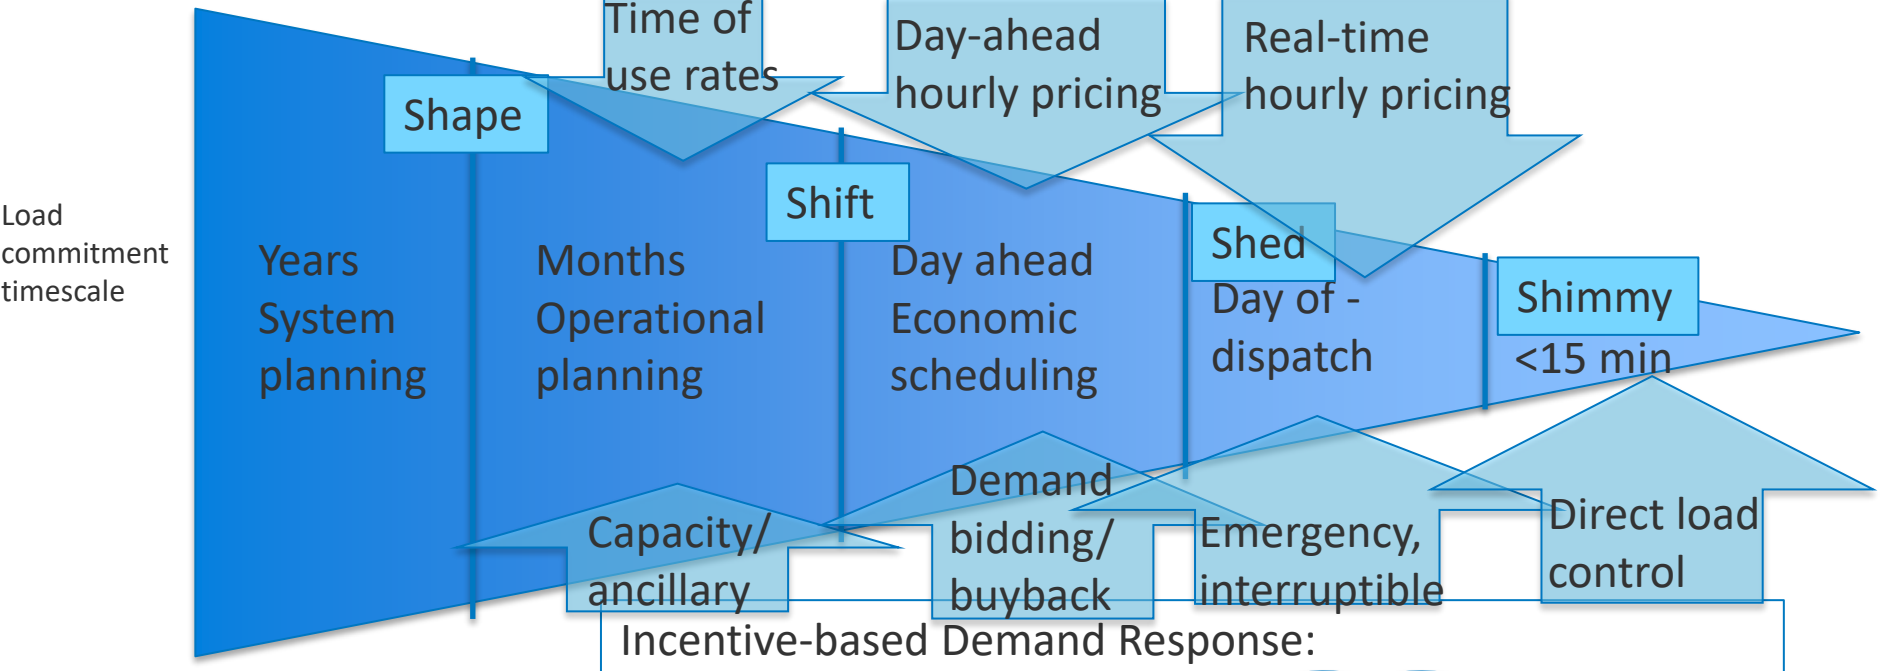 Time of
use rates
Day-ahead
hourly pricing
Real-time
hourly pricing
Shape
Shift
Shed
Shimmy
Load
commitment
timescale
Years
System
planning
Months
Operational
planning
Day ahead
Economic
scheduling
Day of -
dispatch
<15 min
Capacity/
ancillary
Demand
bidding/
buyback
Emergency,
interruptible
Direct load
control
Incentive-based Demand Response: